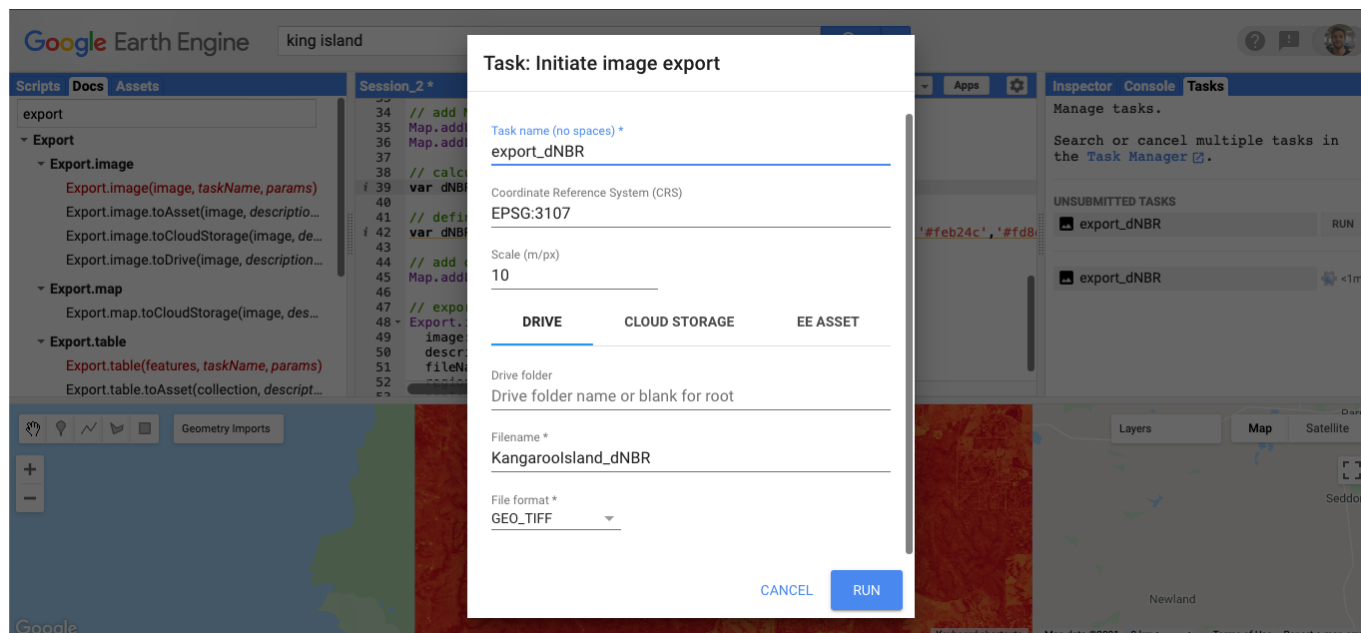 Google Earth Engine
king island
Scripts Docs Assets
export
Export
Export.image
Export.image(image, taskName, params)
Export.image.toAsset(image, descriptio...
Export.image.toCloudStorage(image, de...
Export.image.toDrive(image, description...
Export.map
Export.map.toCloudStorage(image, des...
Export.table
Export.table(features, taskName, params)
Export.table.toAsset(collection, descript...
Session_2 *
34 // add
35 Map.add
36 Map.add
37
i 39 var dNBR
38 // calcu
40
41 // defin
i 42 var dNBR
'#feb24c','#fd8
43
44 // add
45 Map.add
46
47 // expo
48 Export.
49 image
50 descr
51 fileNa
52
Apps
Task: Initiate image export
Task name (no spaces) *
export_dNBR
Coordinate Reference System (CRS)
EPSG:3107
Scale (m/px)
10
DRIVE CLOUD STORAGE EE ASSET
Drive folder
Drive folder name or blank for root
Filename *
KangarooIsland_dNBR
File format *
GEO_TIFF
CANCEL RUN
Inspector Console Tasks
Manage tasks.
Search or cancel multiple tasks in
the Task Manager.
UNSUBMITTED TASKS
export_dNBR RUN
export_dNBR <1m
Geometry Imports
Layers
Map Satellite
Seddo
Newland
Google